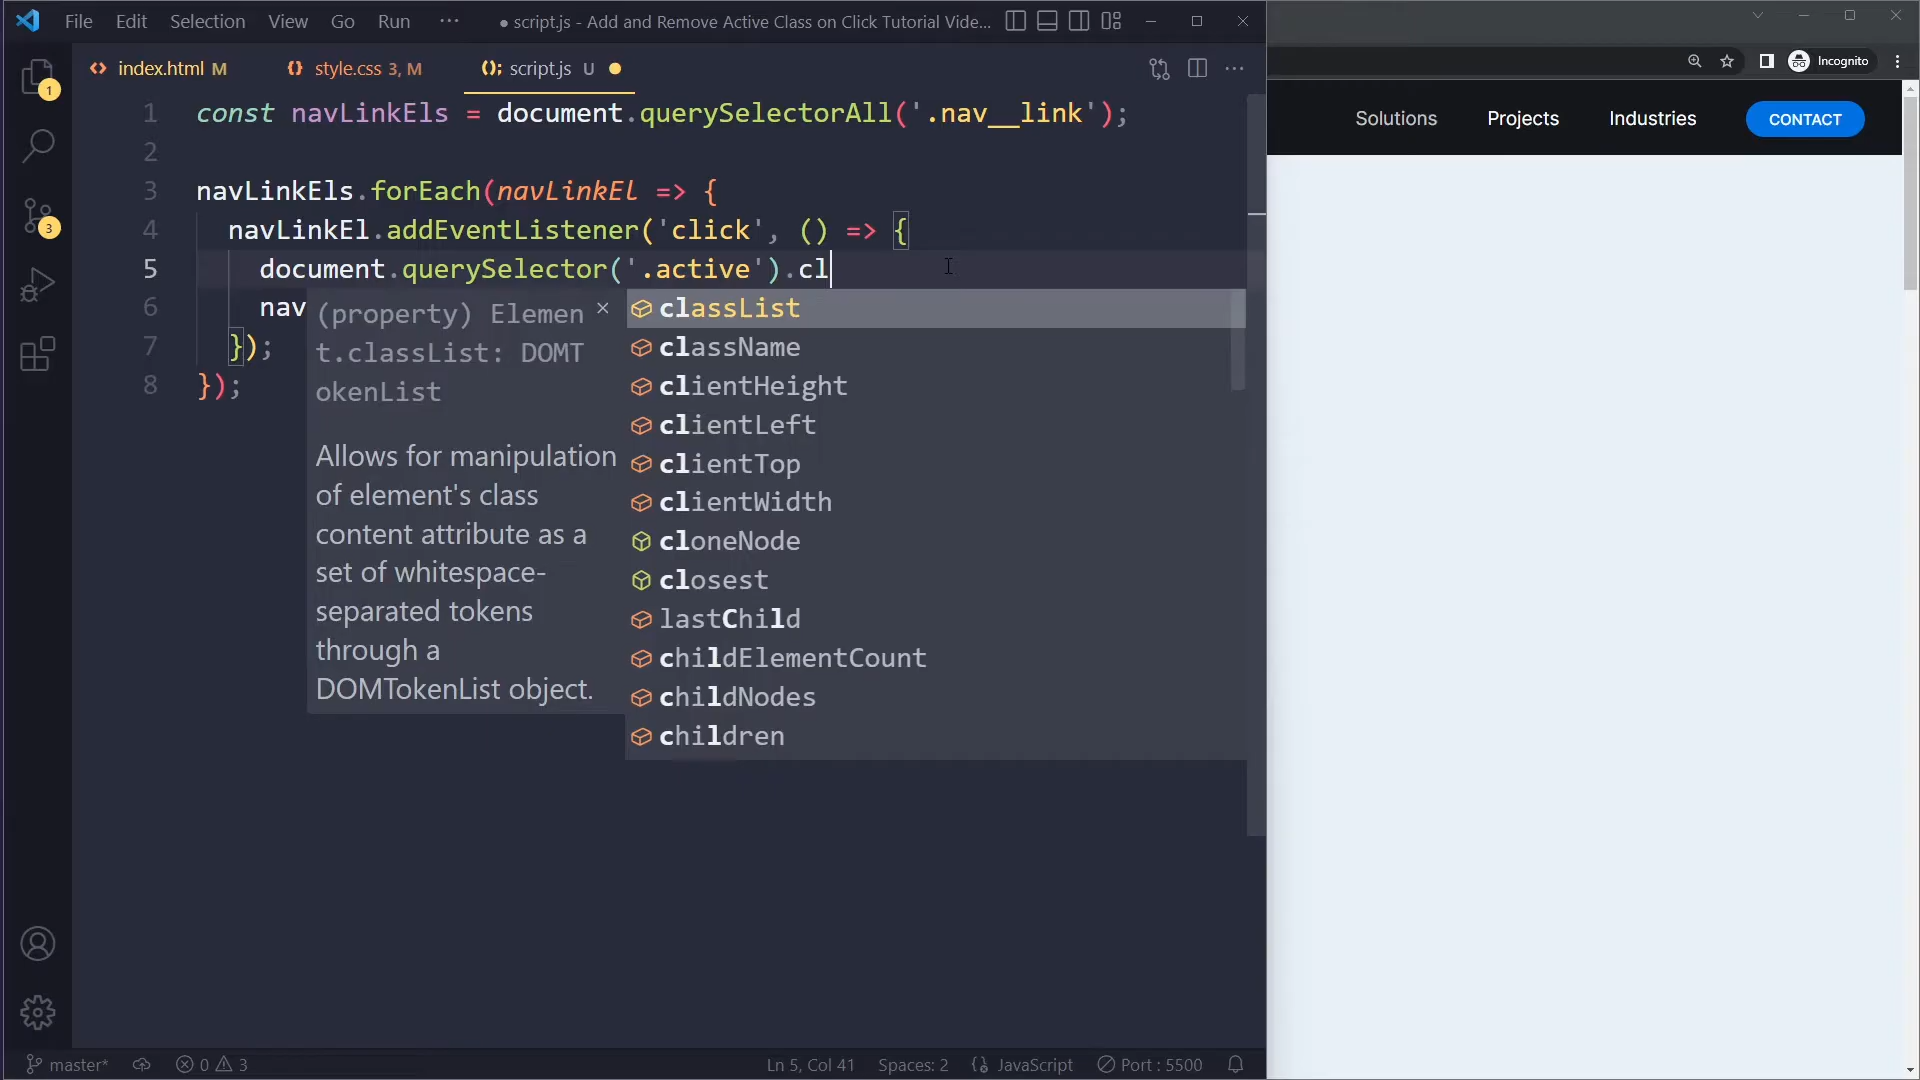 File Edit Selection View Go Run ··· ● script.js - Add and Remove Active Class on Click Tutorial Vide...
index.html M style.css 3, M script.js U
Incognito
1
3
Solutions Projects Industries CONTACT
1 const navLinkEls = document.querySelectorAll('.nav__link');
2
3 navLinkEls.forEach(navLinkEl => {
4 navLinkEl.addEventListener('click', () => {
5 document.querySelector('.active').cl
6 nav
7 });
8 });
(property) Elemen
t.classList: DOMT
okenList
Allows for manipulation
of element's class
content attribute as a
set of whitespace-
separated tokens
through a
DOMTokenList object.
classList
className
clientHeight
clientLeft
clientTop
clientWidth
cloneNode
closest
lastChild
childElementCount
childNodes
children
master* 0 3 Ln 5, Col 41 Spaces: 2 JavaScript Port : 5500